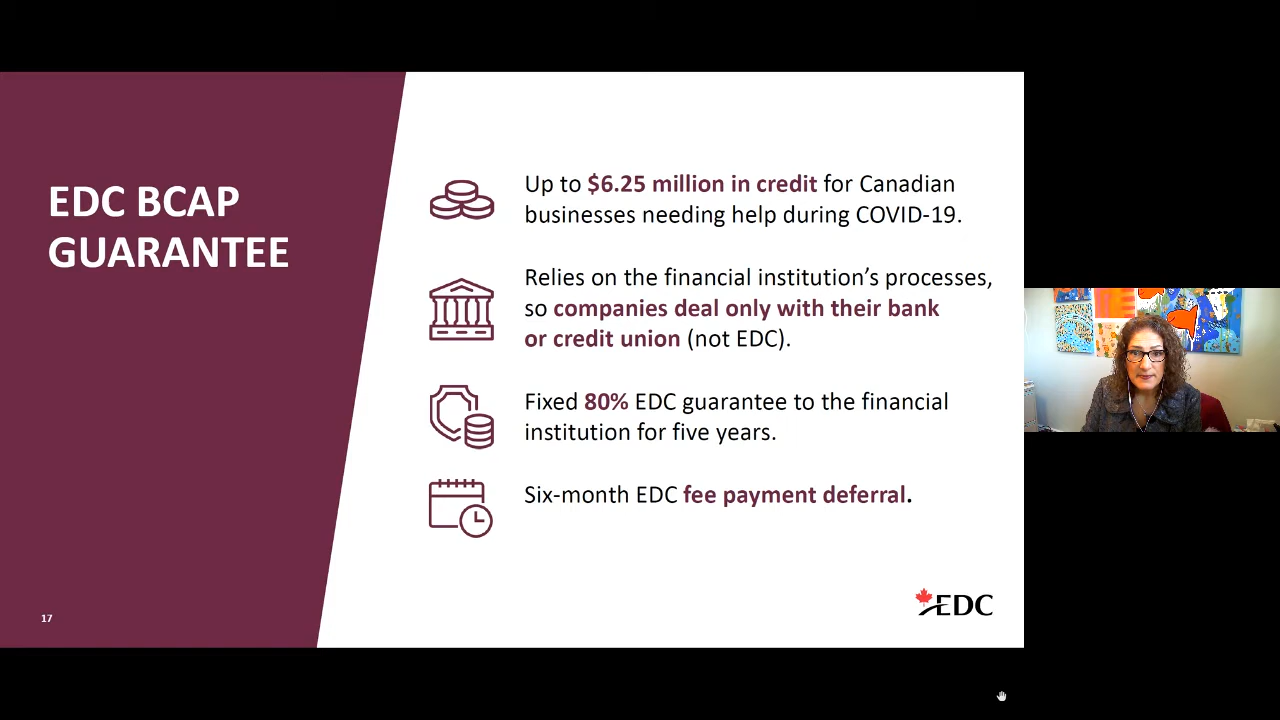 EDC BCAP
GUARANTEE
Up to $6.25 million in credit for Canadian
businesses needing help during COVID-19.
Relies on the financial institution’s processes,
so companies deal only with their bank
or credit union (not EDC).
Fixed 80% EDC guarantee to the financial
institution for five years.
Six-month EDC fee payment deferral.
17
EDC